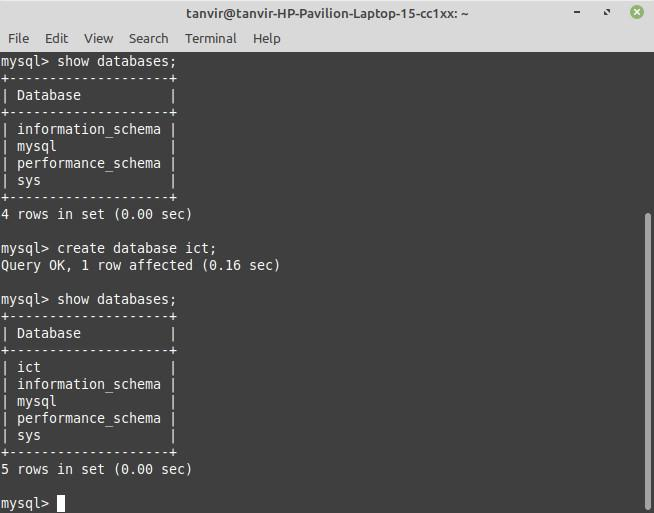 tanvir@tanvir-HP-Pavilion-Laptop-15-cc1xx: ~
File Edit View Search Terminal Help
mysql> show databases;
+--------------------+
| Database           |
+--------------------+
| information_schema |
| mysql              |
| performance_schema |
| sys                |
+--------------------+
4 rows in set (0.00 sec)
mysql> create database ict;
Query OK, 1 row affected (0.16 sec)
mysql> show databases;
+--------------------+
| Database           |
+--------------------+
| ict                |
| information_schema |
| mysql              |
| performance_schema |
| sys                |
+--------------------+
5 rows in set (0.00 sec)
mysql>